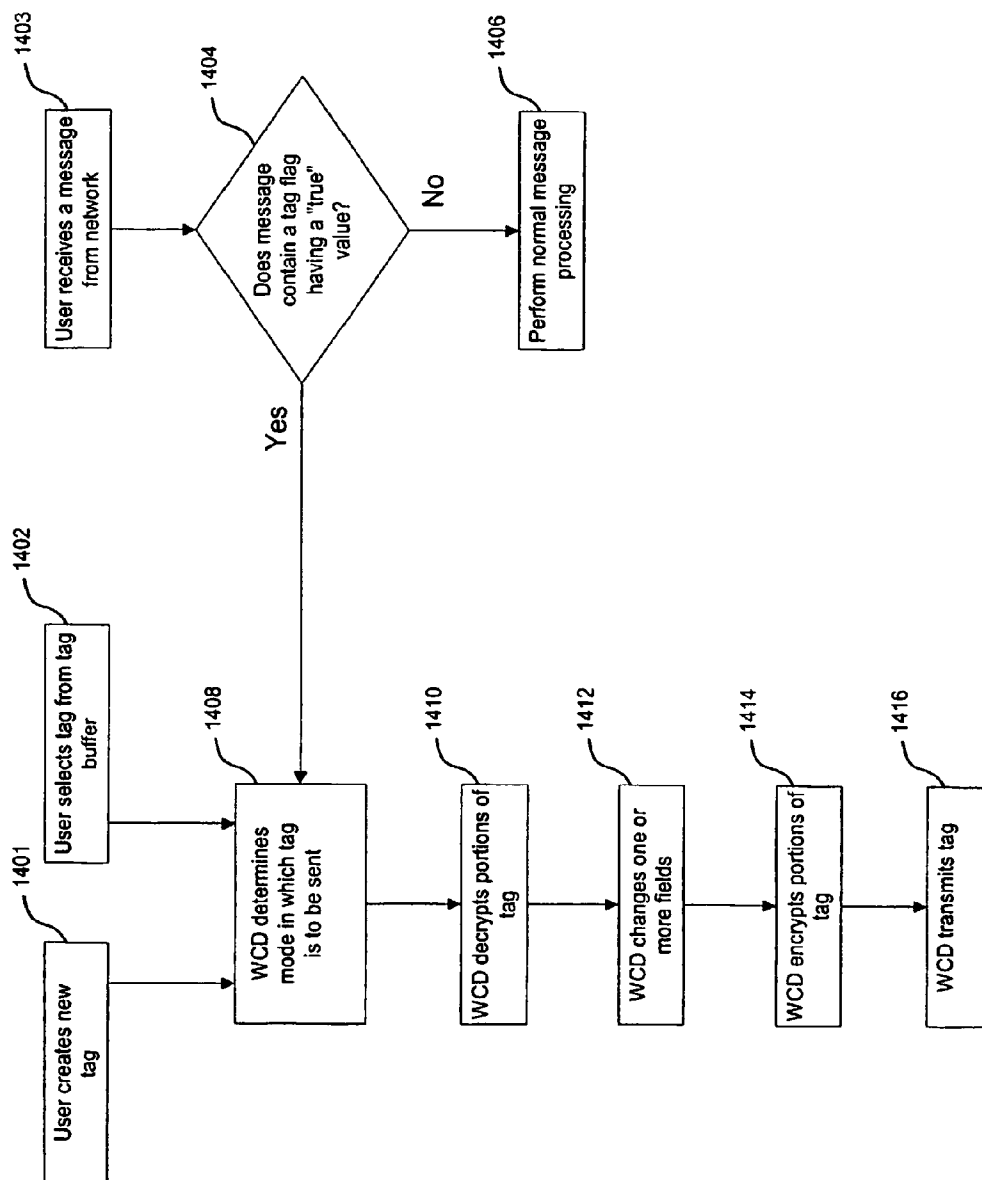 1401
User creates new
tag
1402
User selects tag from tag
buffer
1403
User receives a message
from network
1404
Does message
contain a tag flag
having a "true"
value?
Yes
No
1406
Perform normal message
processing
1408
WCD determines
mode in which tag
is to be sent
1410
WCD decrypts portions of
tag
1412
WCD changes one or
more fields
1414
WCD encrypts portions of
tag
1416
WCD transmits tag